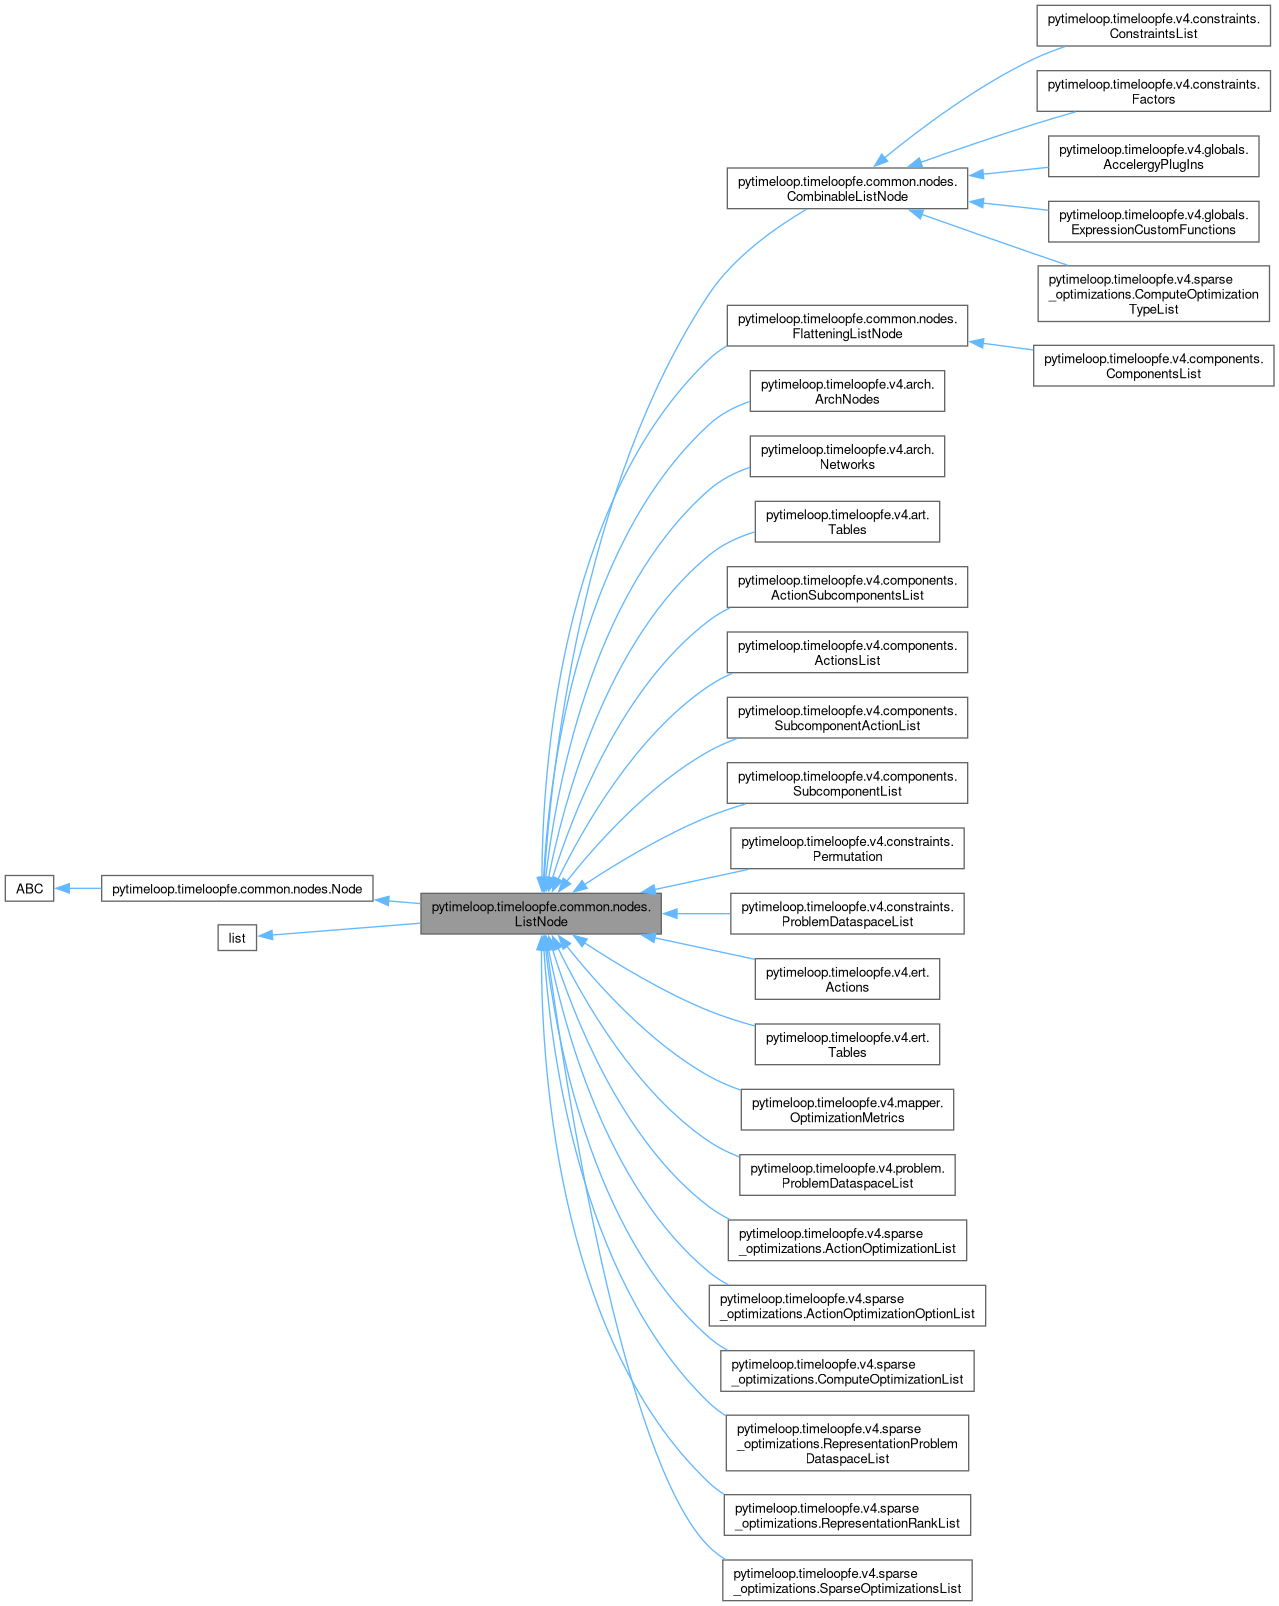 ABC
pytimeloop.timeloopfe.common.nodes.Node
list
pytimeloop.timeloopfe.common.nodes.
ListNode
pytimeloop.timeloopfe.common.nodes.
CombinableListNode
pytimeloop.timeloopfe.common.nodes.
FlatteningListNode
pytimeloop.timeloopfe.v4.arch.
ArchNodes
pytimeloop.timeloopfe.v4.arch.
Networks
pytimeloop.timeloopfe.v4.art.
Tables
pytimeloop.timeloopfe.v4.components.
ActionSubcomponentsList
pytimeloop.timeloopfe.v4.components.
ActionsList
pytimeloop.timeloopfe.v4.components.
SubcomponentActionList
pytimeloop.timeloopfe.v4.components.
SubcomponentList
pytimeloop.timeloopfe.v4.constraints.
Permutation
pytimeloop.timeloopfe.v4.constraints.
ProblemDataspaceList
pytimeloop.timeloopfe.v4.ert.
Actions
pytimeloop.timeloopfe.v4.ert.
Tables
pytimeloop.timeloopfe.v4.mapper.
OptimizationMetrics
pytimeloop.timeloopfe.v4.problem.
ProblemDataspaceList
pytimeloop.timeloopfe.v4.sparse
_optimizations.ActionOptimizationList
pytimeloop.timeloopfe.v4.sparse
_optimizations.ActionOptimizationOptionList
pytimeloop.timeloopfe.v4.sparse
_optimizations.ComputeOptimizationList
pytimeloop.timeloopfe.v4.sparse
_optimizations.RepresentationProblem
DataspaceList
pytimeloop.timeloopfe.v4.sparse
_optimizations.RepresentationRankList
pytimeloop.timeloopfe.v4.sparse
_optimizations.SparseOptimizationsList
pytimeloop.timeloopfe.v4.constraints.
ConstraintsList
pytimeloop.timeloopfe.v4.constraints.
Factors
pytimeloop.timeloopfe.v4.globals.
AccelergyPlugIns
pytimeloop.timeloopfe.v4.globals.
ExpressionCustomFunctions
pytimeloop.timeloopfe.v4.sparse
_optimizations.ComputeOptimization
TypeList
pytimeloop.timeloopfe.v4.components.
ComponentsList